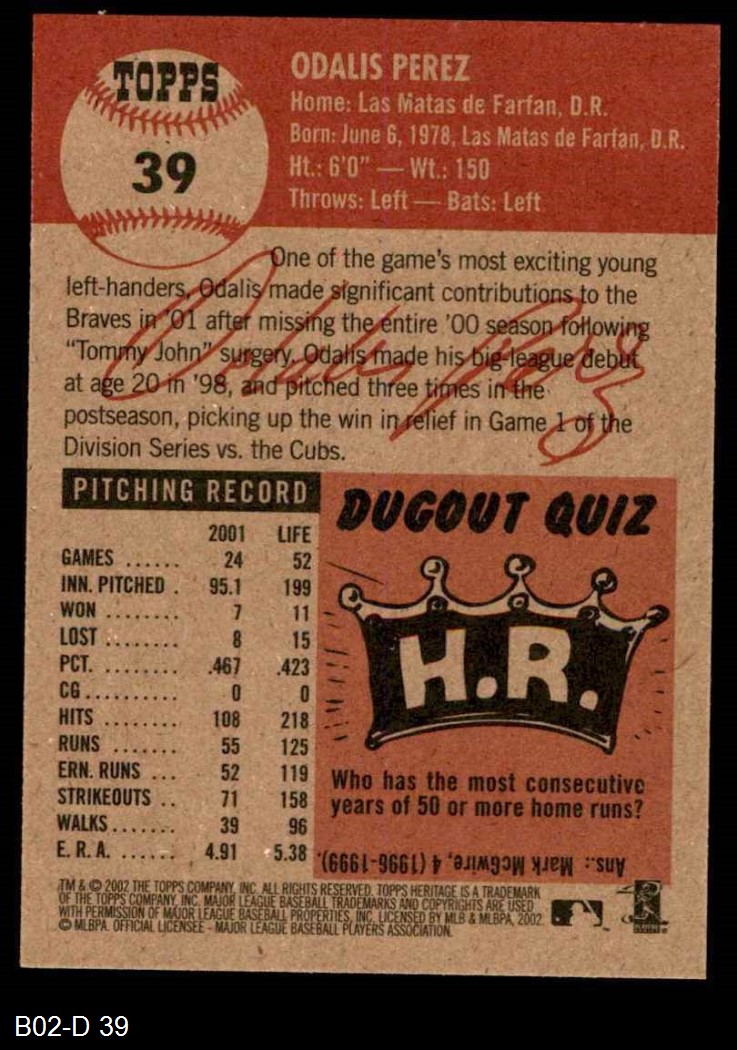 TOPPS
39
ODALIS PEREZ
Home: Las Matas de Farfan, D.R.
Born: June 6, 1978, Las Matas de Farfan, D.R.
Ht.: 6'0" — Wt.: 150
Throws: Left — Bats: Left
One of the game's most exciting young
left-handers, Odalis made significant contributions to the
Braves in '01 after missing the entire '00 season following
"Tommy John" surgery. Odalis made his big-league debut
at age 20 in '98, and pitched three times in the
postseason, picking up the win in relief in Game 1 of the
Division Series vs. the Cubs.
Odalis Perez
PITCHING RECORD
2001 LIFE
GAMES ...... 24 52
INN. PITCHED . 95.1 199
WON ........ 7 11
LOST ........ 8 15
PCT. ........ .467 .423
CG.......... 0 0
HITS ........ 108 218
RUNS ....... 55 125
ERN. RUNS ... 52 119
STRIKEOUTS .. 71 158
WALKS....... 39 96
E. R. A. ...... 4.91 5.38
DUGOUT QUIZ
H.R.
Who has the most consecutive
years of 50 or more home runs?
Ans.: Mark McGwire, 4 (1996-1999).
TM & © 2002 THE TOPPS COMPANY, INC. ALL RIGHTS RESERVED. TOPPS HERITAGE IS A TRADEMARK
OF THE TOPPS COMPANY, INC. MAJOR LEAGUE BASEBALL TRADEMARKS AND COPYRIGHTS ARE USED
WITH PERMISSION OF MAJOR LEAGUE BASEBALL PROPERTIES, INC. LICENSED BY MLB & MLBPA, 2002
© MLBPA. OFFICIAL LICENSEE - MAJOR LEAGUE BASEBALL PLAYERS ASSOCIATION.
B02-D 39